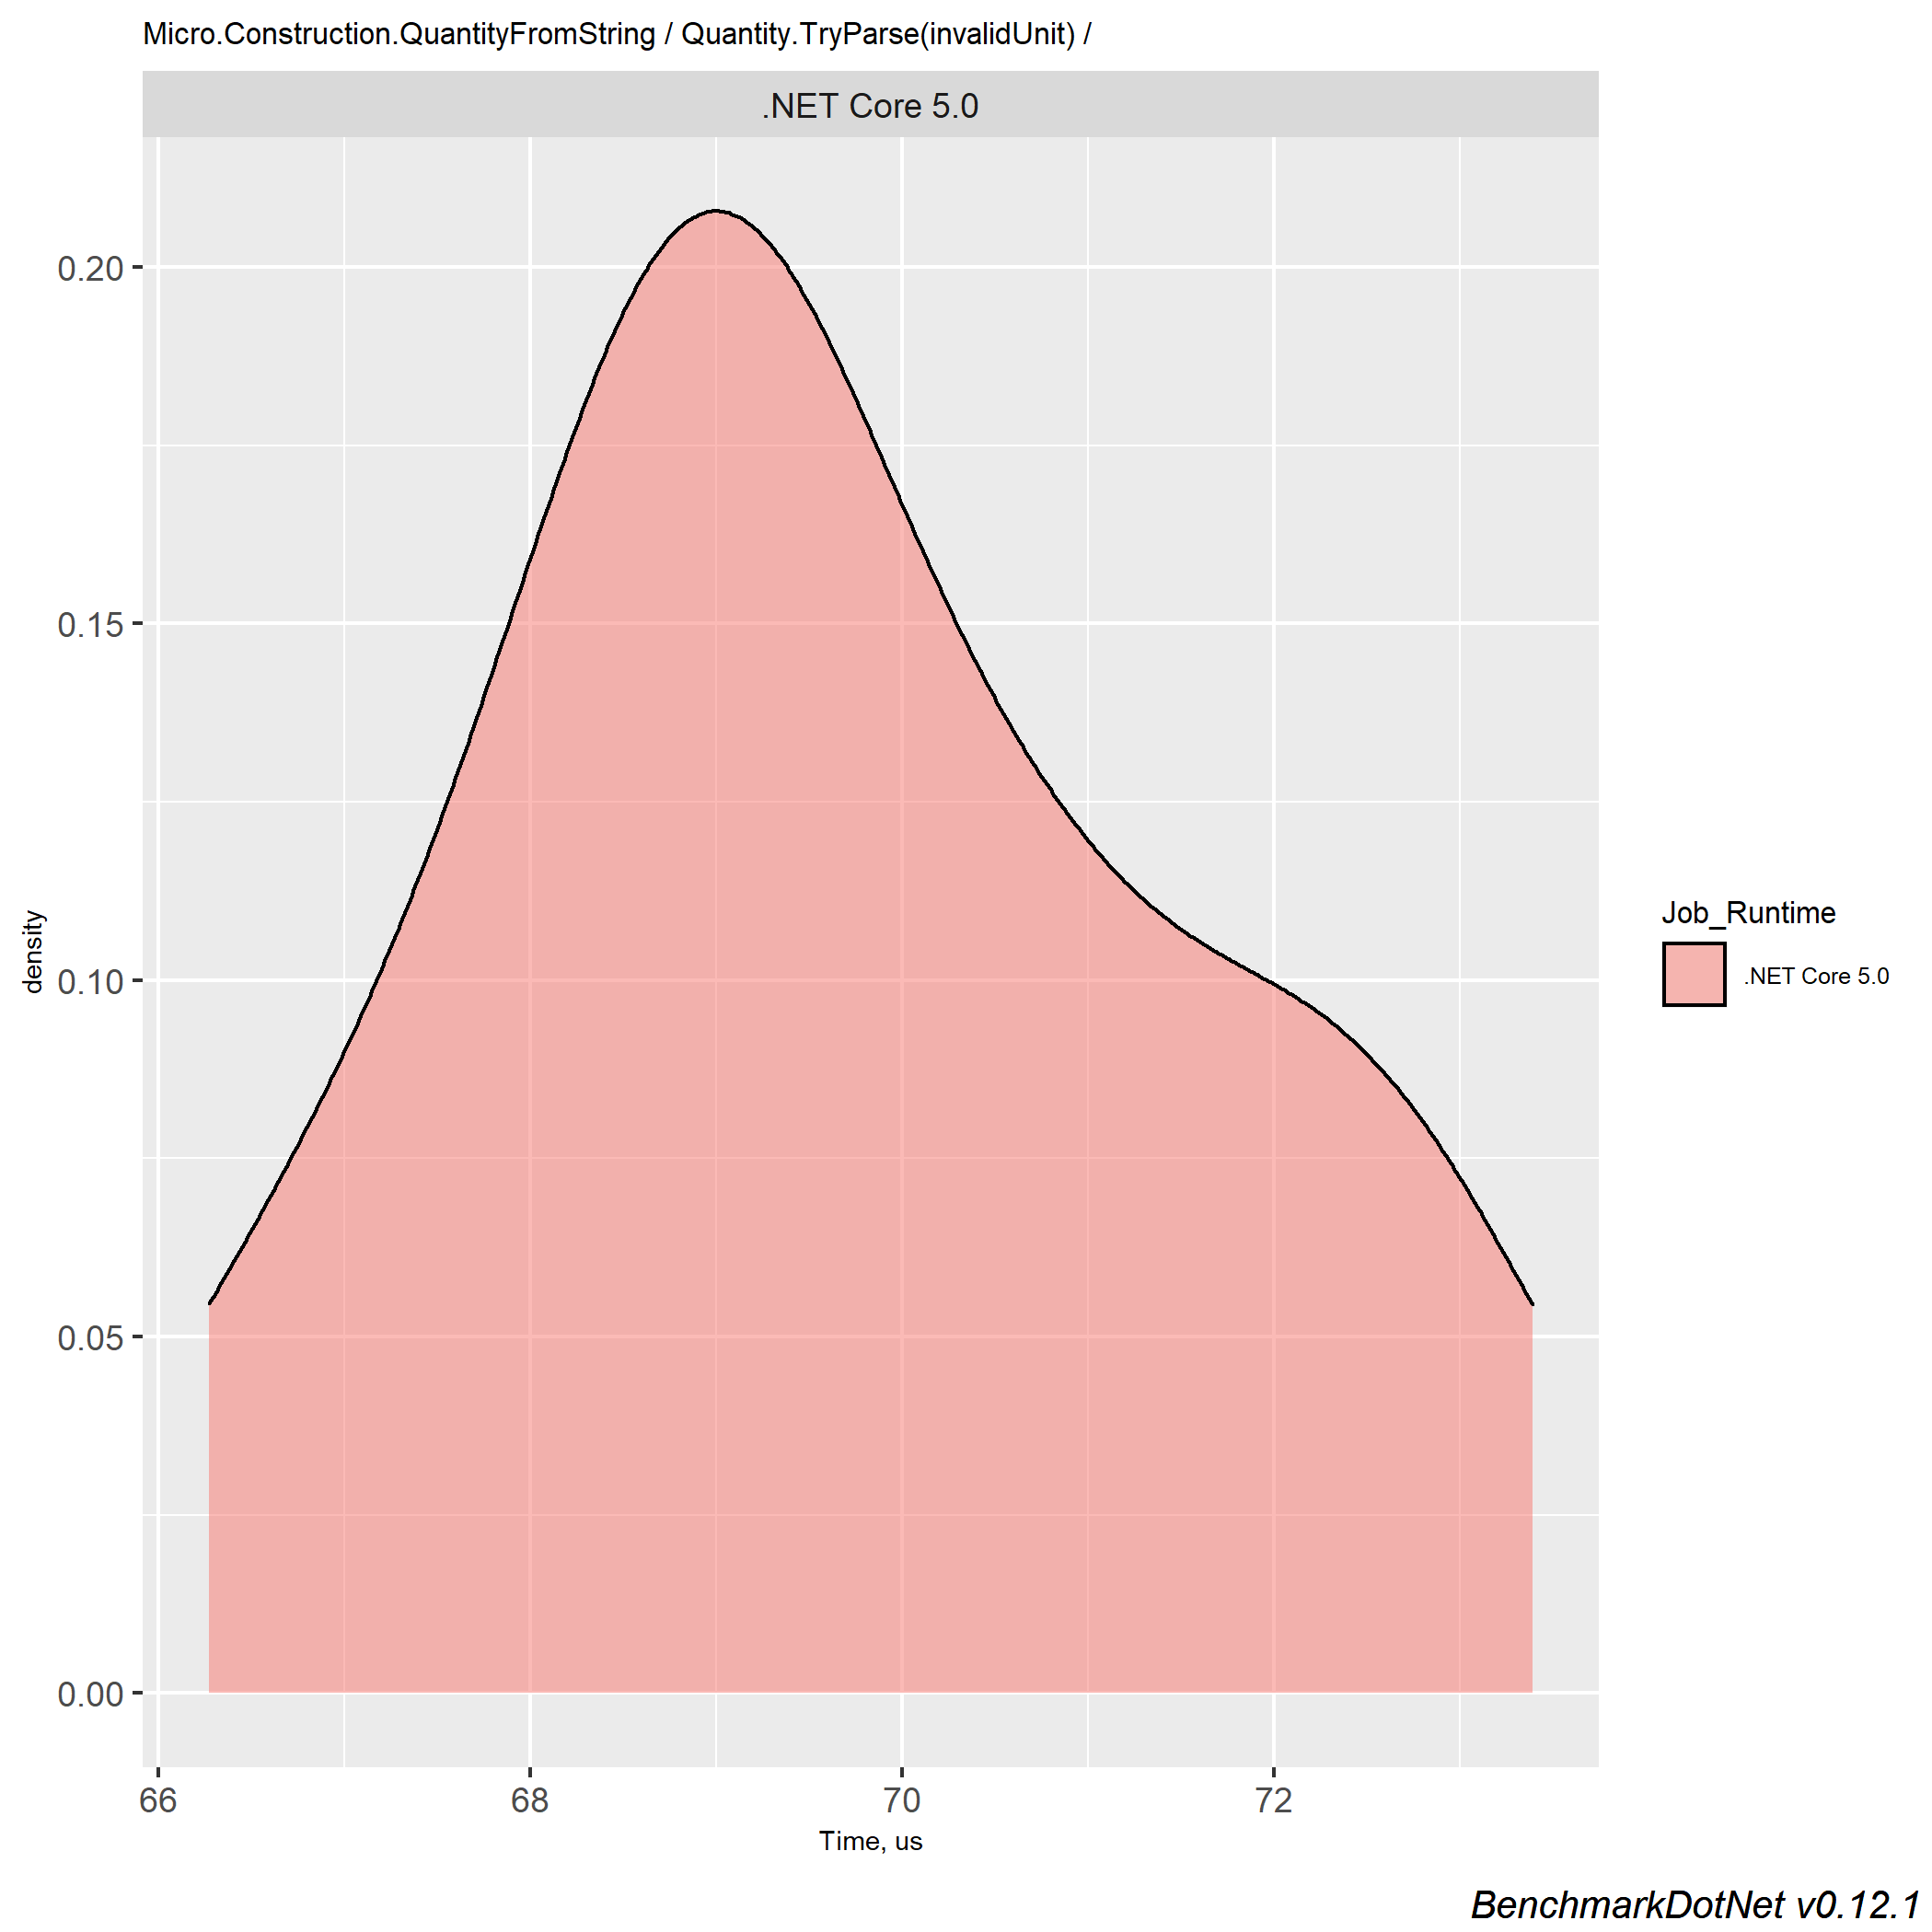 Micro.Construction.QuantityFromString / Quantity.TryParse(invalidUnit) /
.NET Core 5.0
0.20
0.15
0.10
0.05
0.00
density
66
68
70
72
Time, us
Job_Runtime
.NET Core 5.0
BenchmarkDotNet v0.12.1